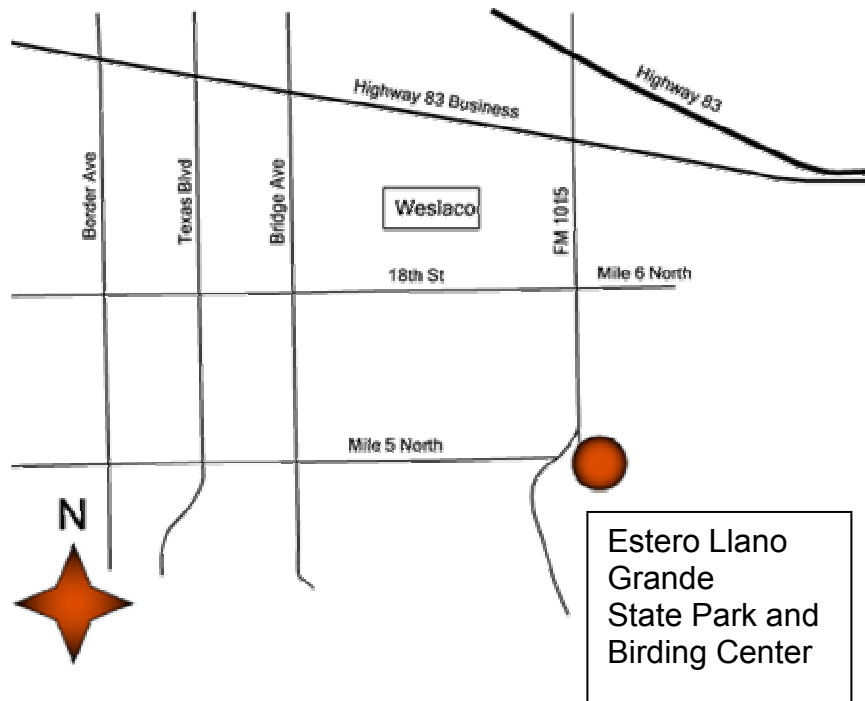 Highway 83
Highway 83 Business
Border Ave
Texas Blvd
Bridge Ave
Weslaco
FM 1015
18th St
Mile 6 North
Mile 5 North
N
Estero Llano
Grande
State Park and
Birding Center